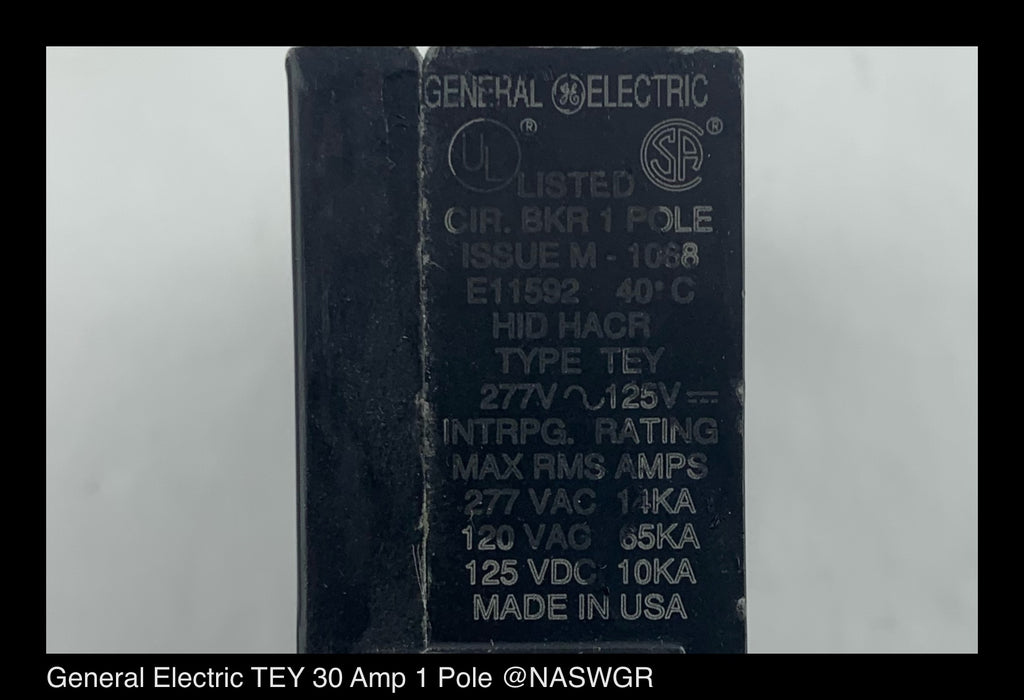 GENERAL GE ELECTRIC
UL ® SA ®
LISTED
CIR. BKR 1 POLE
ISSUE M - 1068
E11592 40°C
HID HACR
TYPE TEY
277V ∿ 125V ⎓
INTRPG. RATING
MAX RMS AMPS
277 VAC 14KA
120 VAC 65KA
125 VDC 10KA
MADE IN USA
General Electric TEY 30 Amp 1 Pole @NASWGR